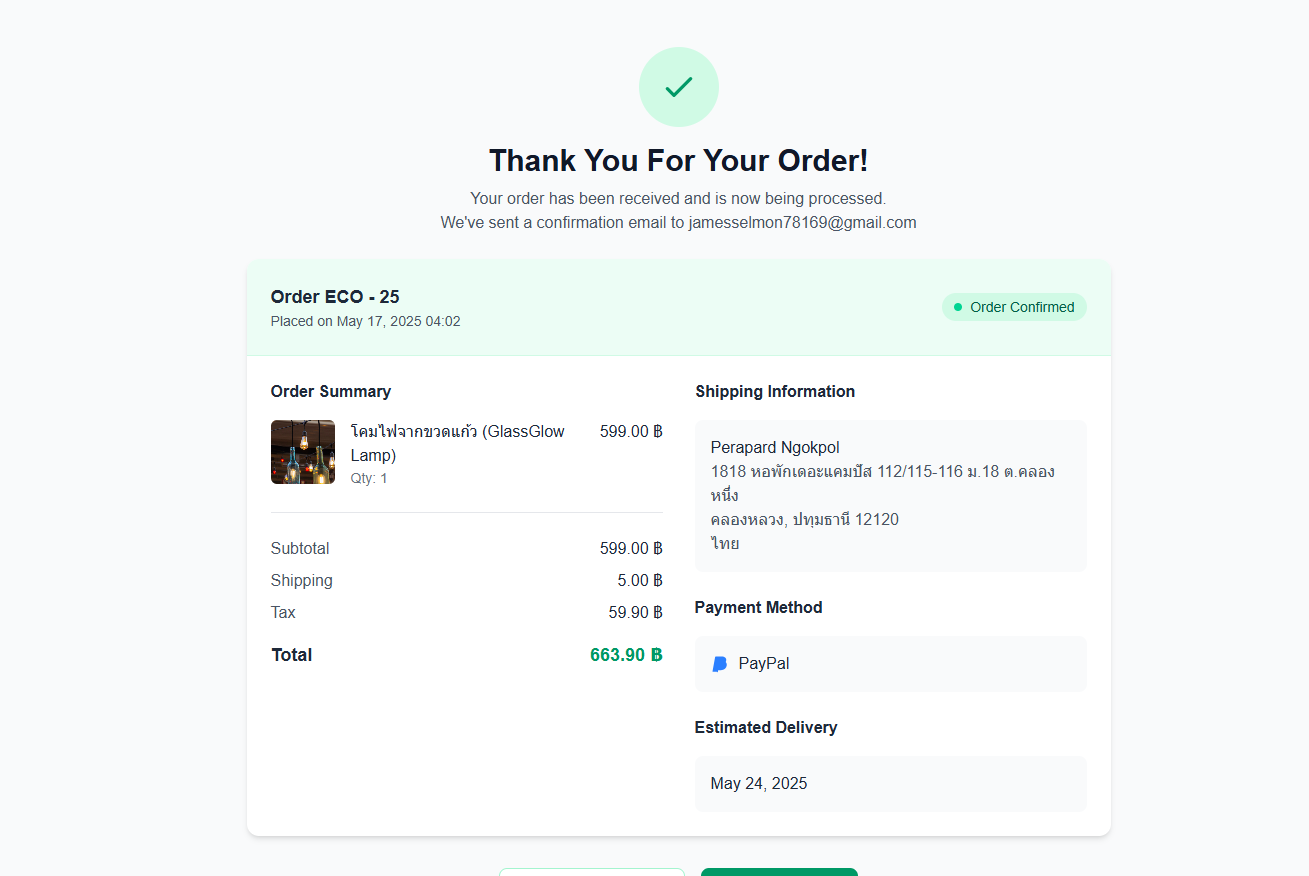 Thank You For Your Order!
Your order has been received and is now being processed.
We've sent a confirmation email to jamesselmon78169@gmail.com
Order ECO - 25
Placed on May 17, 2025 04:02
Order Confirmed
Order Summary
โคมไฟจากขวดแก้ว (GlassGlow
Lamp)
599.00 ฿
Qty: 1
Subtotal 599.00 ฿
Shipping 5.00 ฿
Tax 59.90 ฿
Total 663.90 ฿
Shipping Information
Perapard Ngokpol
1818 หอพักเดอะแคมปัส 112/115-116 ม.18 ต.คลอง
หนึ่ง
คลองหลวง, ปทุมธานี 12120
ไทย
Payment Method
PayPal
Estimated Delivery
May 24, 2025